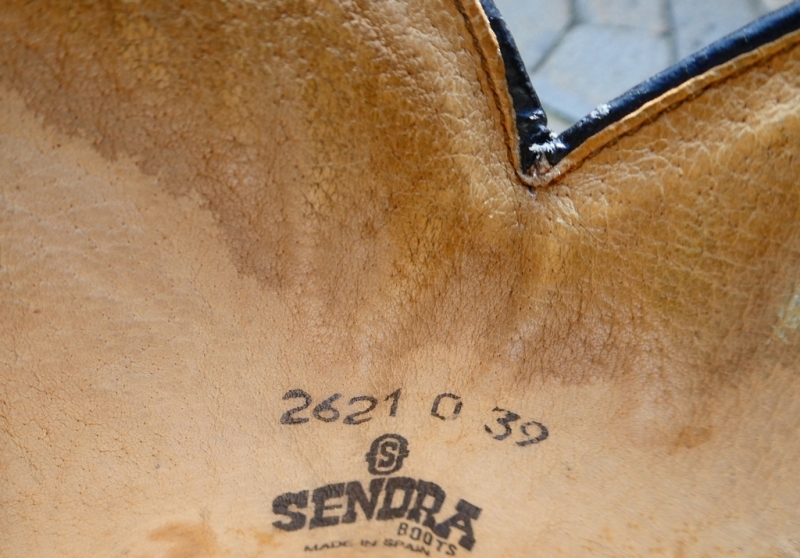 2621 0 39
S
SENDRA
BOOTS
MADE IN SPAIN